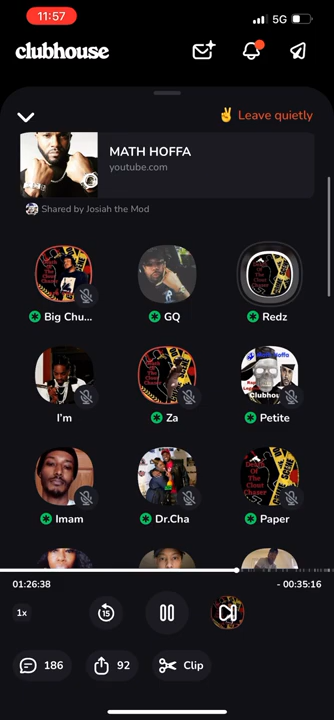 11:57
5G
clubhouse
✌️ Leave quietly
MATH HOFFA
youtube.com
Shared by Josiah the Mod
Big Chu...
GQ
Redz
I'm
Za
Petite
Imam
Dr.Cha
Paper
01:26:38
- 00:35:16
1x
15
186
92
Clip